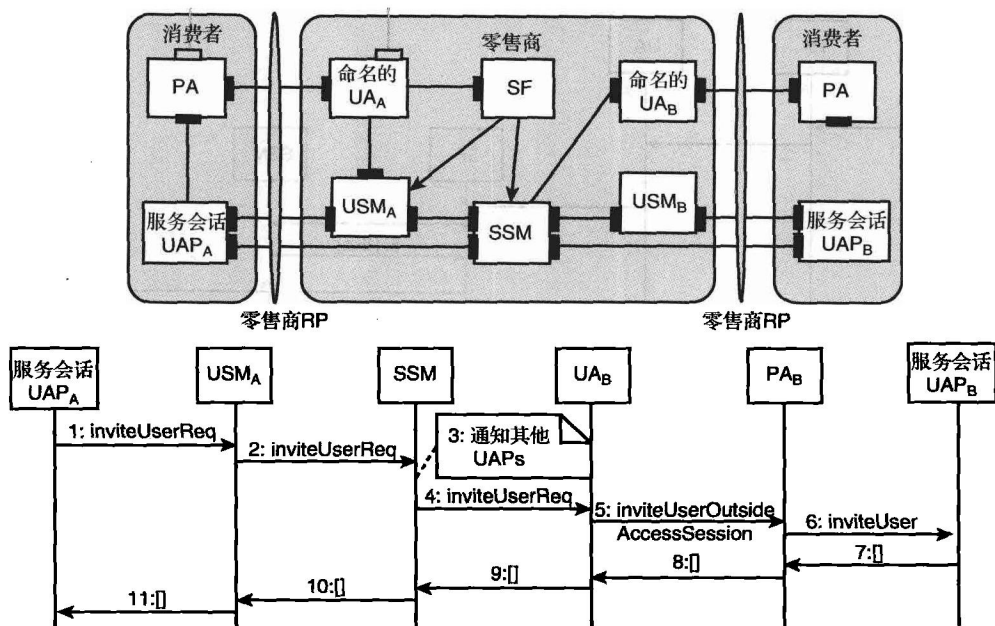 消费者
零售商
消费者
PA
命名的
UAA
SF
命名的
UAB
PA
服务会话
UAPA
USMA
SSM
USMB
服务会话
UAPB
零售商RP
零售商RP
服务会话
UAPA
USMA
SSM
UAB
PAB
服务会话
UAPB
1: inviteUserReq
2: inviteUserReq
3: 通知其他
UAPs
4: inviteUserReq
5: inviteUserOutside
AccessSession
6: inviteUser
7:[]
8:[]
9:[]
10:[]
11:[]